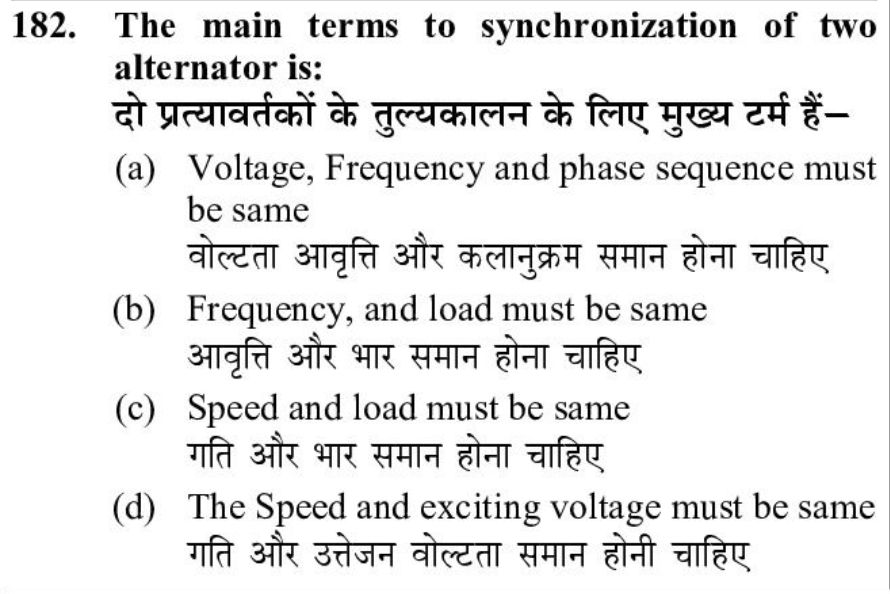 182. The main terms to synchronization of two
alternator is:
दो प्रत्यावर्तकों के तुल्यकालन के लिए मुख्य टर्म हैं–
(a) Voltage, Frequency and phase sequence must
be same
वोल्टता आवृत्ति और कलानुक्रम समान होना चाहिए
(b) Frequency, and load must be same
आवृत्ति और भार समान होना चाहिए
(c) Speed and load must be same
गति और भार समान होना चाहिए
(d) The Speed and exciting voltage must be same
गति और उत्तेजन वोल्टता समान होनी चाहिए